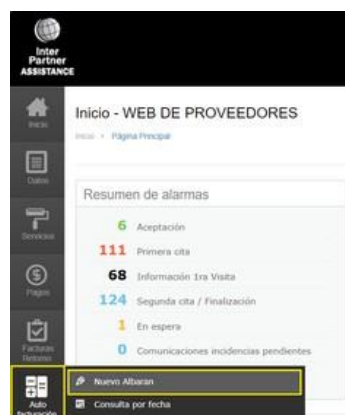 Inter
Partner
ASSISTANCE
Inicio
Datos
Servicios
Pagos
Facturas
Retorno
Auto
facturación
Inicio - WEB DE PROVEEDORES
Inicio > Página Principal
Resumen de alarmas
6 Aceptación
111 Primera cita
68 Información 1ra Visita
124 Segunda cita / Finalización
1 En espera
0 Comunicaciones incidencias pendientes
Nuevo Albaran
Consulta por fecha